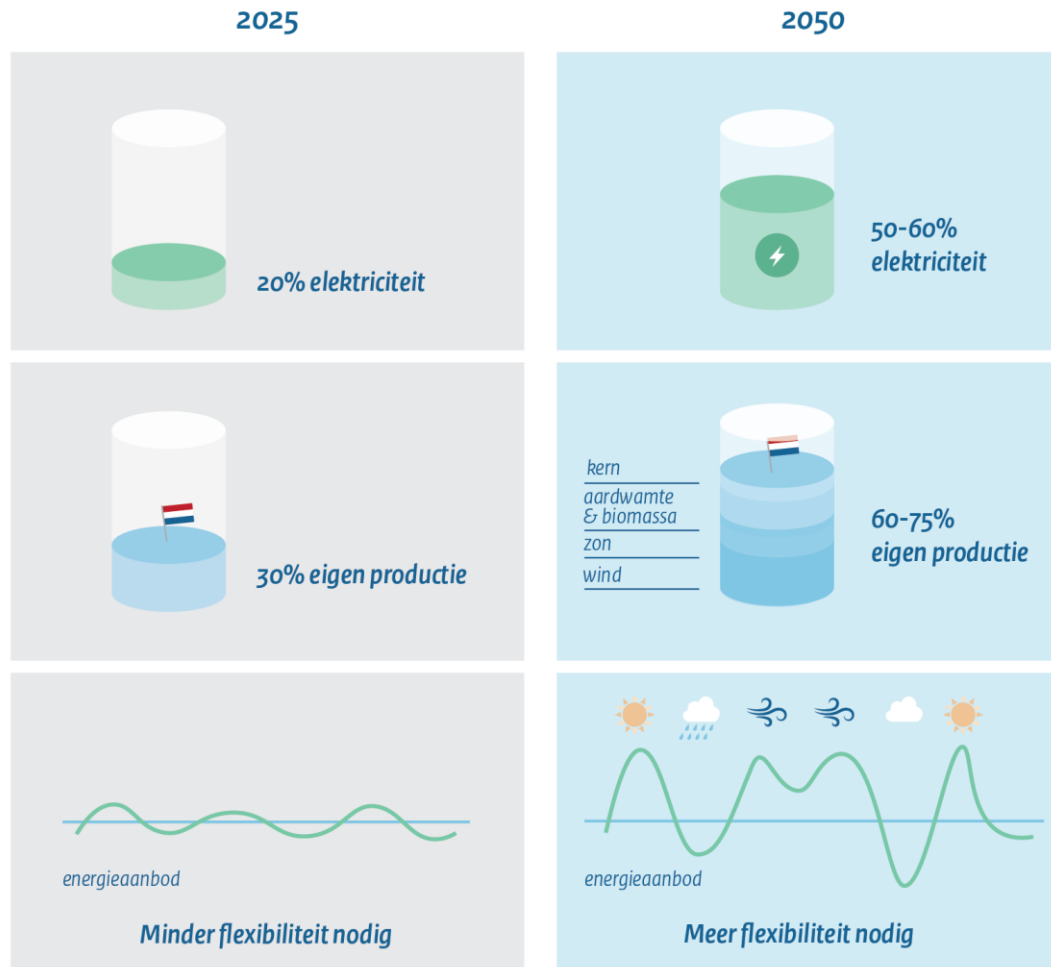 2025
2050
20% elektriciteit
50-60%
elektriciteit
30% eigen productie
kern
aardwamte
& biomassa
zon
wind
60-75%
eigen productie
energieaanbod
Minder flexibiliteit nodig
energieaanbod
Meer flexibiliteit nodig